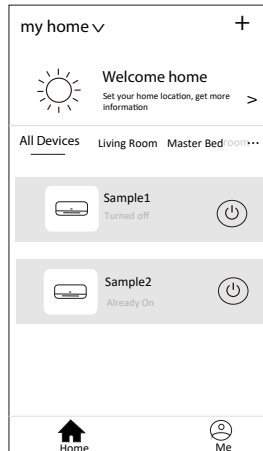 my home
Welcome home
Set your home location, get more
information
All Devices Living Room Master Bedroom
Sample1
Turned off
Sample2
Already On
Home Me